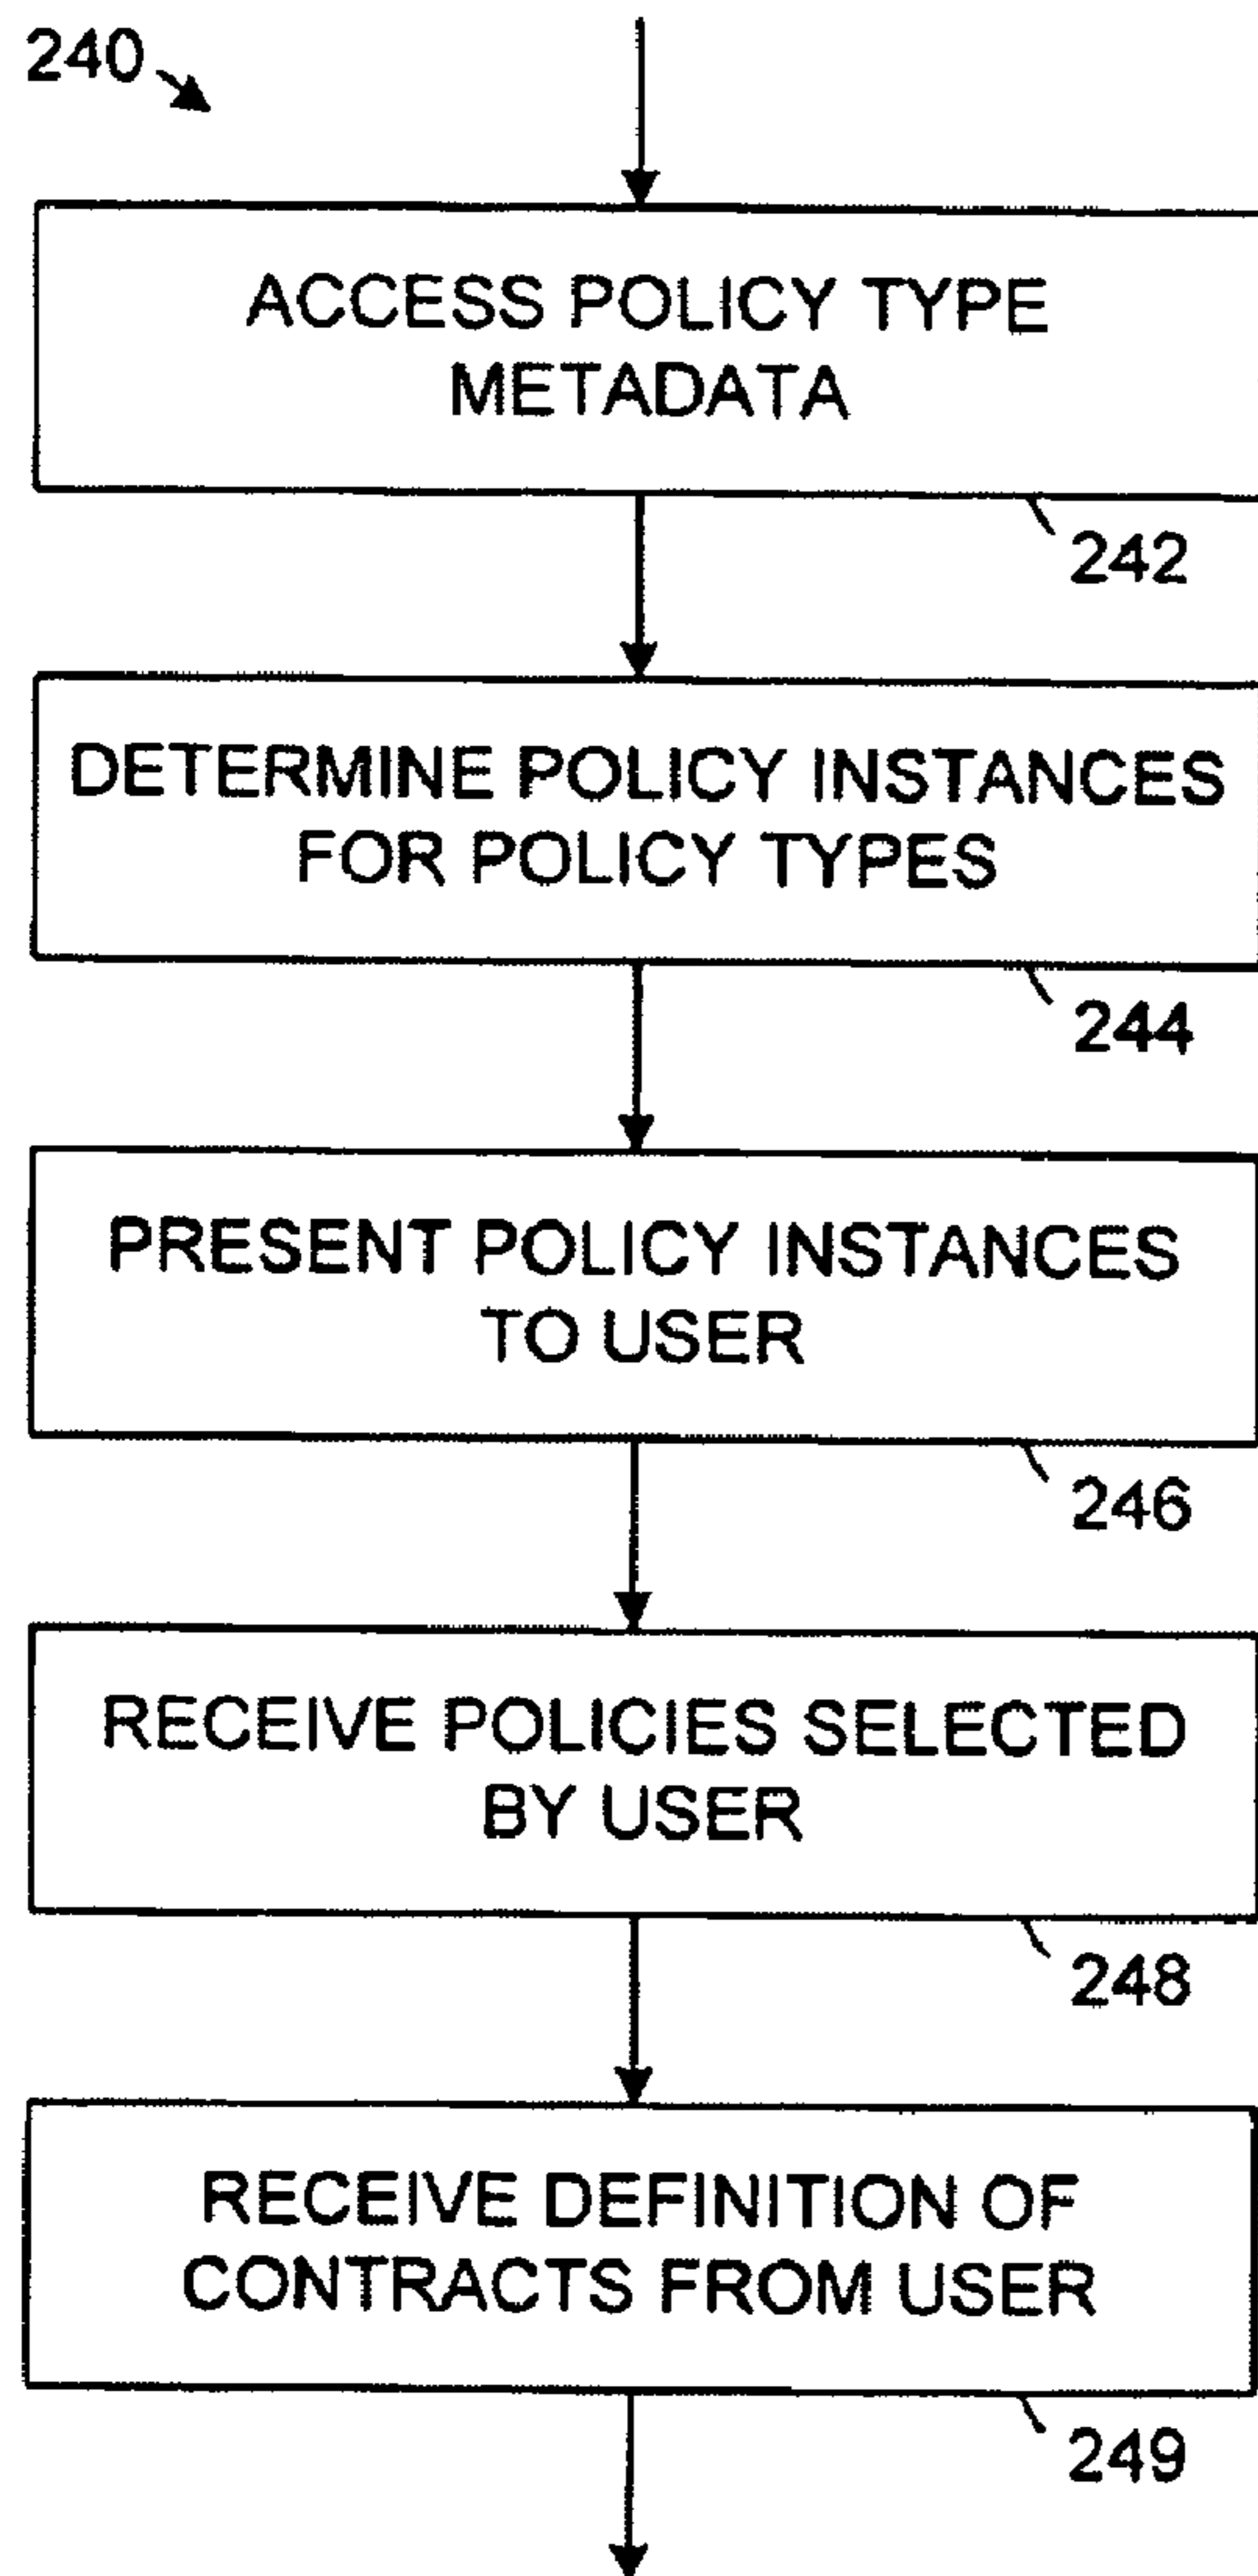 240
ACCESS POLICY TYPE
METADATA
242
DETERMINE POLICY INSTANCES
FOR POLICY TYPES
244
PRESENT POLICY INSTANCES
TO USER
246
RECEIVE POLICIES SELECTED
BY USER
248
RECEIVE DEFINITION OF
CONTRACTS FROM USER
249